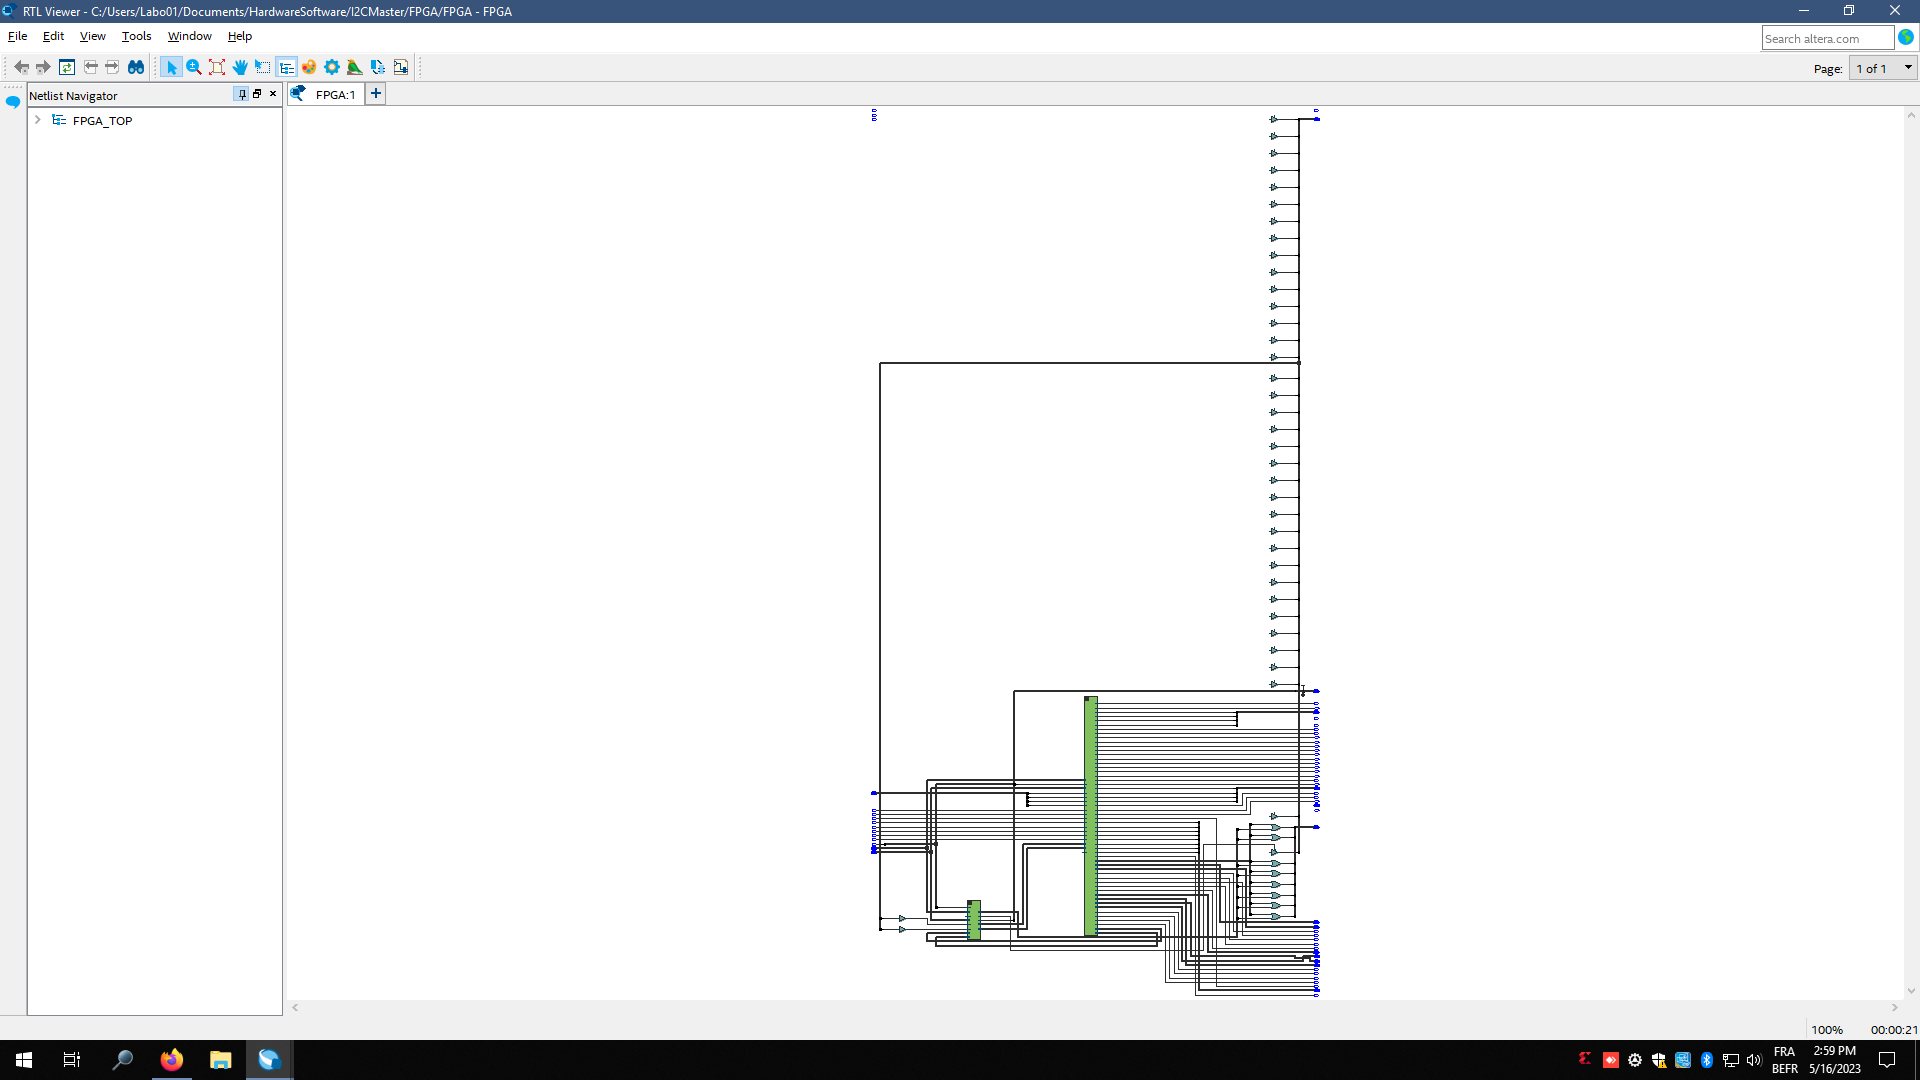 RTL Viewer - C:/Users/Labo01/Documents/HardwareSoftware/I2CMaster/FPGA/FPGA - FPGA
File Edit View Tools Window Help
Search altera.com
Page: 1 of 1
Netlist Navigator
FPGA:1
FPGA_TOP
100% 00:00:21
FRA
BEFR
2:59 PM
5/16/2023